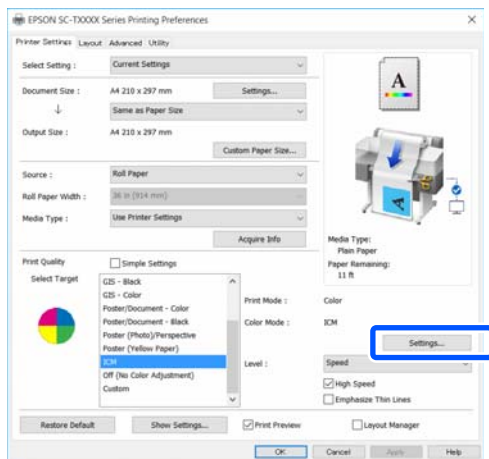 EPSON SC-TXXXX Series Printing Preferences
Printer Settings Layout Advanced Utility
Select Setting : Current Settings
Document Size : A4 210 x 297 mm Settings...
Same as Paper Size
Output Size : A4 210 x 297 mm
Custom Paper Size...
Source : Roll Paper
Roll Paper Width : 36 in (914 mm)
Media Type : Use Printer Settings
Acquire Info
A
Media Type:
Plain Paper
Paper Remaining:
11 ft
Print Quality Simple Settings
Select Target
GIS - Black
GIS - Color
Poster/Document - Color
Poster/Document - Black
Poster (Photo)/Perspective
Poster (Yellow Paper)
ICM
Off (No Color Adjustment)
Custom
Print Mode : Color
Color Mode : ICM
Settings...
Level : Speed
High Speed
Emphasize Thin Lines
Restore Default Show Settings... Print Preview Layout Manager
OK Cancel Apply Help